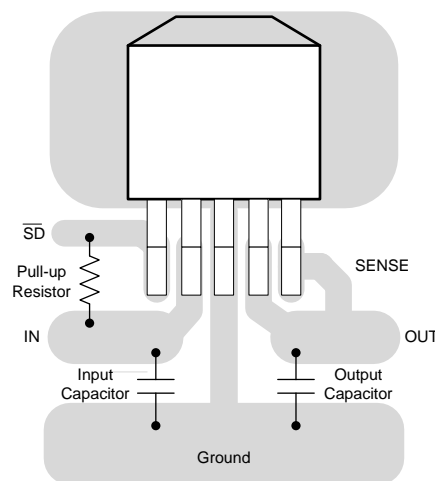 SD
SENSE
Pull-up
Resistor
IN
OUT
Input
Capacitor
Output
Capacitor
Ground